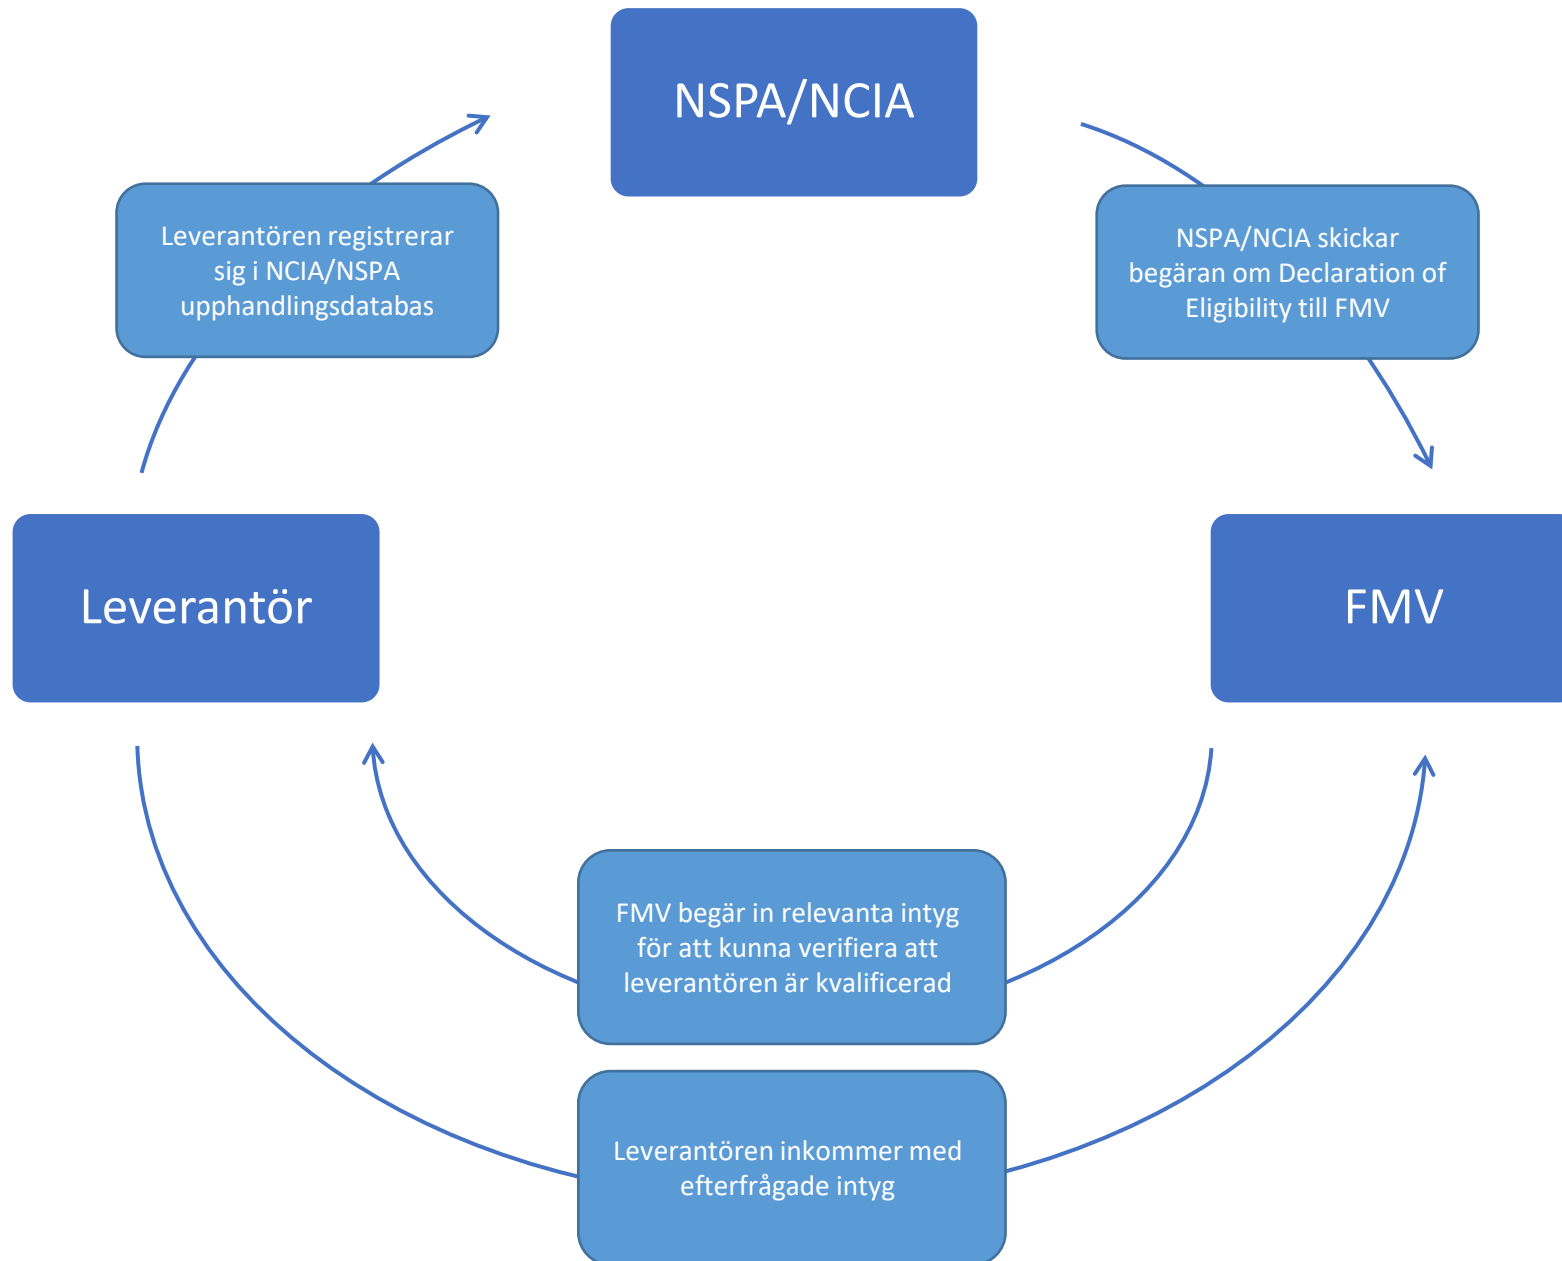 NSPA/NCIA
Leverantören registrerar
sig i NCIA/NSPA
upphandlingsdatabas
NSPA/NCIA skickar
begäran om Declaration of
Eligibility till FMV
Leverantör
FMV
FMV begär in relevanta intyg
för att kunna verifiera att
leverantören är kvalificerad
Leverantören inkommer med
efterfrågade intyg